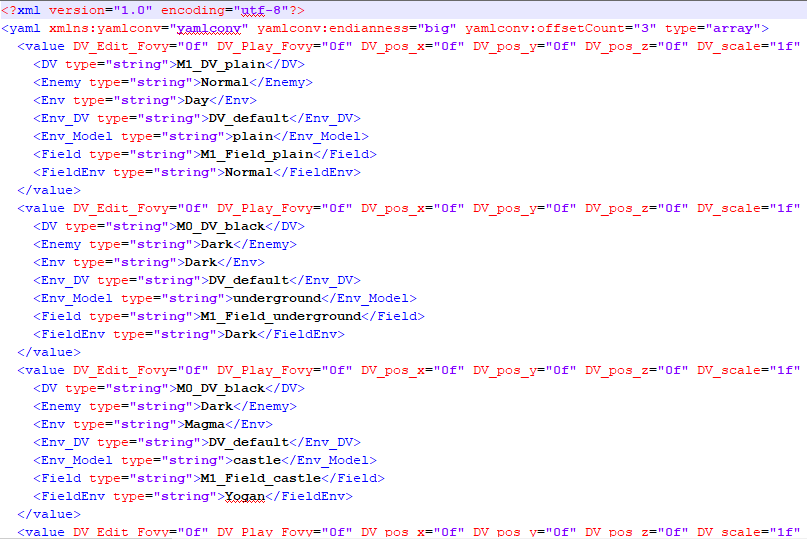 <?xml version="1.0" encoding="utf-8"?>
<yaml xmlns:yamlconv="yamlconv" yamlconv:endianness="big" yamlconv:offsetCount="3" type="array">
<value DV_Edit_Fovy="0f" DV_Play_Fovy="0f" DV_pos_x="0f" DV_pos_y="0f" DV_pos_z="0f" DV_scale="1f"
<DV type="string">M1_DV_plain</DV>
<Enemy type="string">Normal</Enemy>
<Env type="string">Day</Env>
<Env_DV type="string">DV_default</Env_DV>
<Env_Model type="string">plain</Env_Model>
<Field type="string">M1_Field_plain</Field>
<FieldEnv type="string">Normal</FieldEnv>
</value>
<value DV_Edit_Fovy="0f" DV_Play_Fovy="0f" DV_pos_x="0f" DV_pos_y="0f" DV_pos_z="0f" DV_scale="1f"
<DV type="string">M0_DV_black</DV>
<Enemy type="string">Dark</Enemy>
<Env type="string">Dark</Env>
<Env_DV type="string">DV_default</Env_DV>
<Env_Model type="string">underground</Env_Model>
<Field type="string">M1_Field_underground</Field>
<FieldEnv type="string">Dark</FieldEnv>
</value>
<value DV_Edit_Fovy="0f" DV_Play_Fovy="0f" DV_pos_x="0f" DV_pos_y="0f" DV_pos_z="0f" DV_scale="1f"
<DV type="string">M0_DV_black</DV>
<Enemy type="string">Dark</Enemy>
<Env type="string">Magma</Env>
<Env_DV type="string">DV_default</Env_DV>
<Env_Model type="string">castle</Env_Model>
<Field type="string">M1_Field_castle</Field>
<FieldEnv type="string">Yogan</FieldEnv>
</value>
<value DV_Edit_Fovy="0f" DV_Play_Fovy="0f" DV_pos_x="0f" DV_pos_y="0f" DV_pos_z="0f" DV_scale="1f"